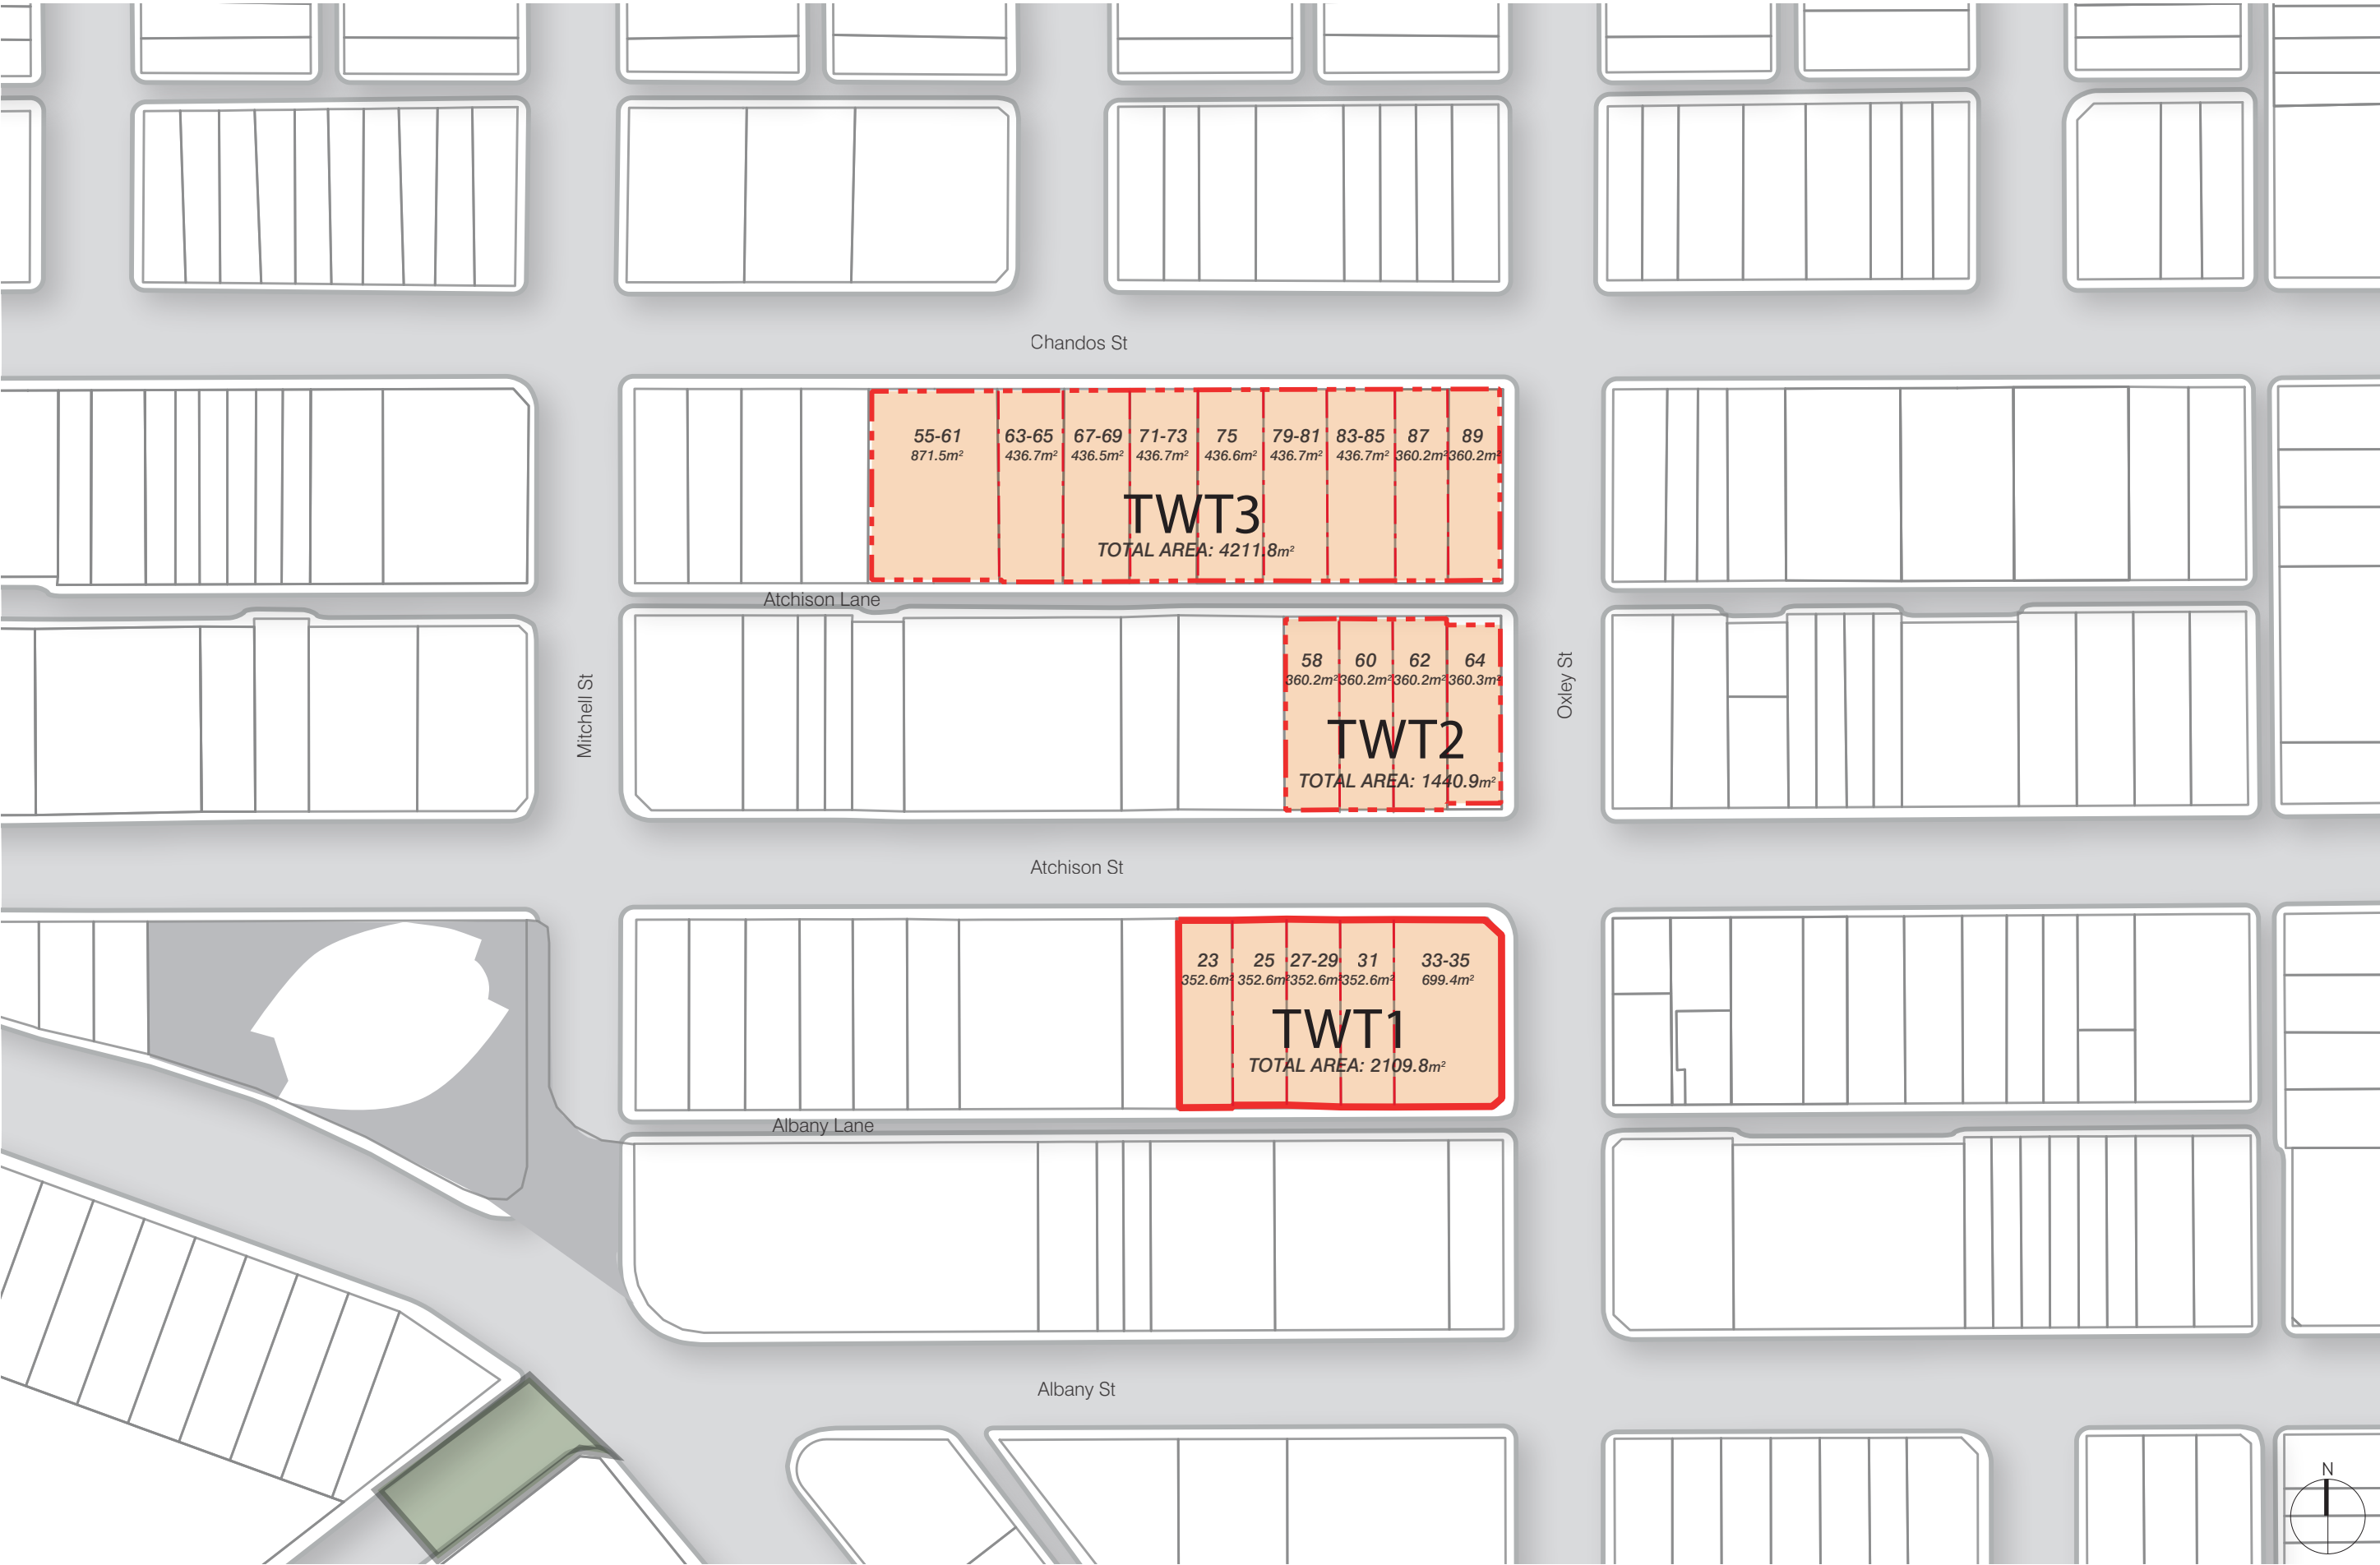 Chandos St
55-61 63-65 67-69 71-73 75 79-81 83-85 87 89
871.5m² 436.7m² 436.5m² 436.7m² 436.6m² 436.7m² 436.7m² 360.2m² 360.2m²
TWT3
TOTAL AREA: 4211.8m²
Atchison Lane
58 60 62 64
360.2m² 360.2m² 360.2m² 360.3m²
Mitchell St
Oxley St
TWT2
TOTAL AREA: 1440.9m²
Atchison St
23 25 27-29 31 33-35
352.6m² 352.6m² 352.6m² 352.6m² 699.4m²
TWT1
TOTAL AREA: 2109.8m²
Albany Lane
Albany St
N